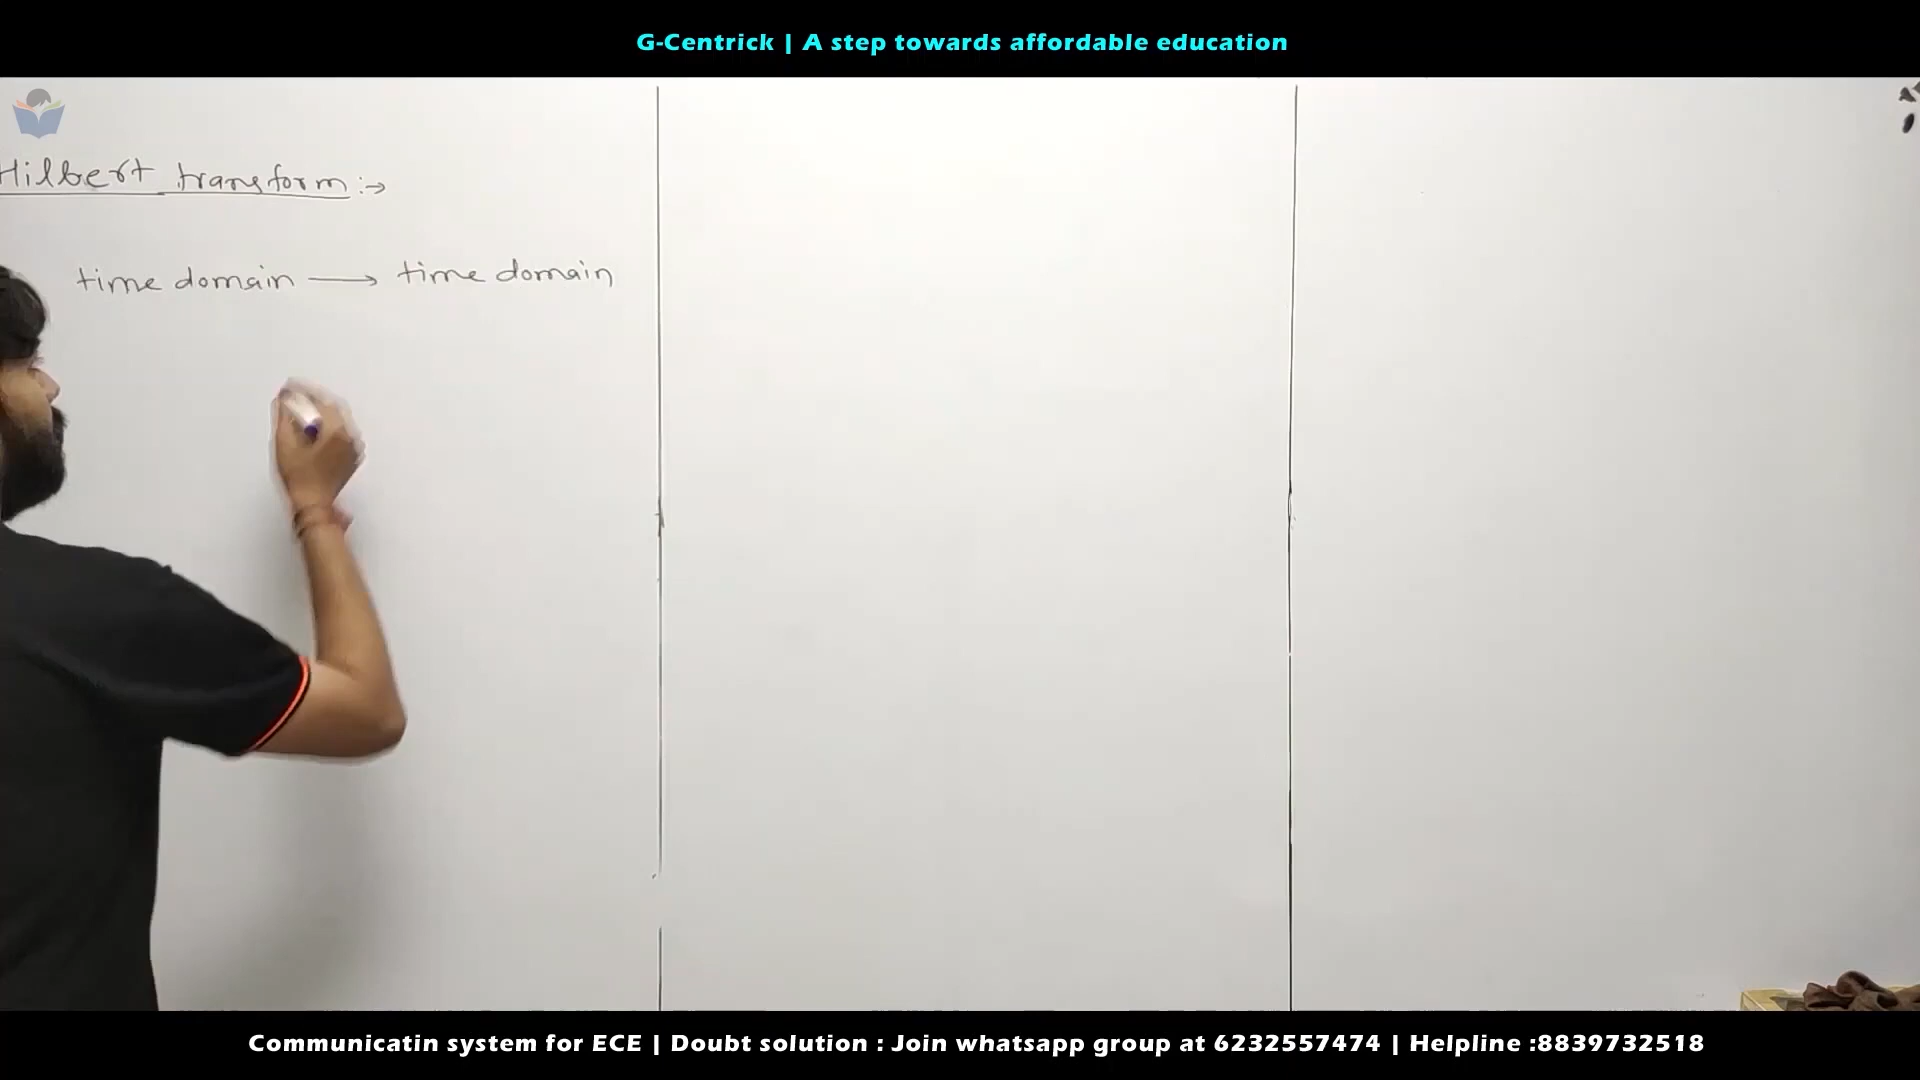 G-Centrick | A step towards affordable education
Hilbert transform :→
time domain → time domain
Communicatin system for ECE | Doubt solution : Join whatsapp group at 6232557474 | Helpline :8839732518